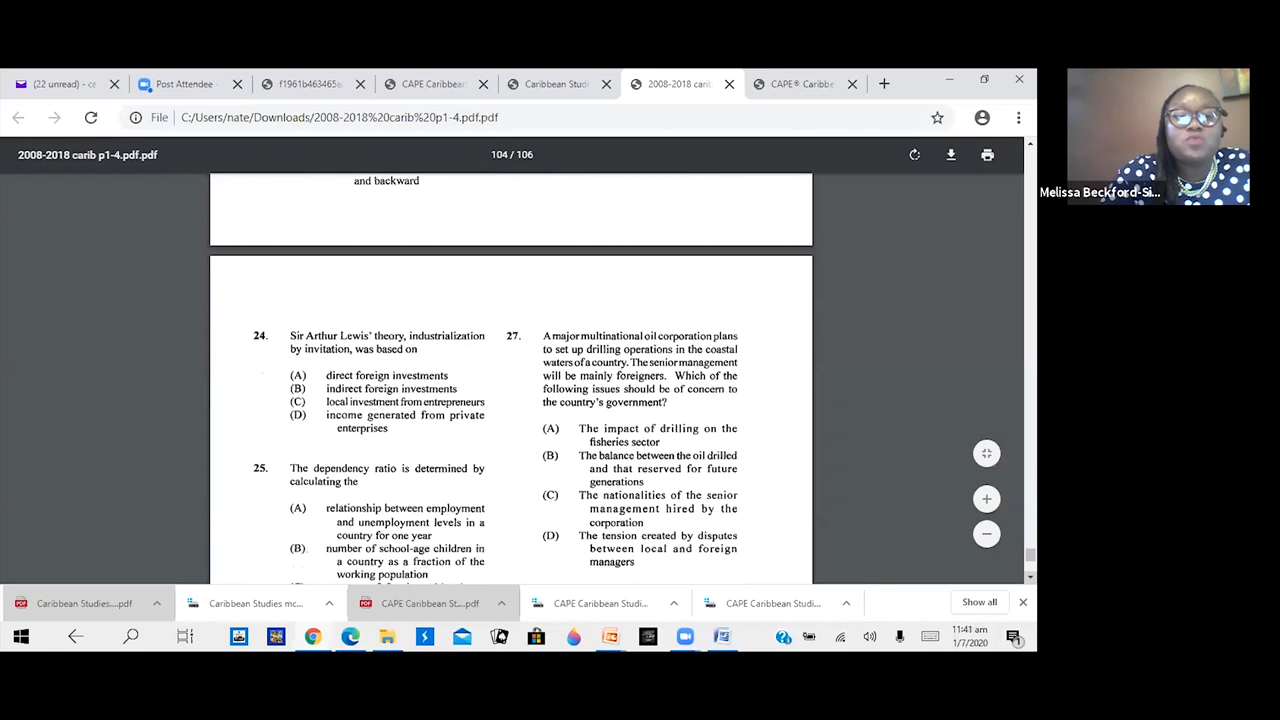 (22 unread) - ca
Post Attendee -
f1961b463465a
CAPE Caribbean
Caribbean Studi
2008-2018 carib
CAPE® Caribbe
File
C:/Users/nate/Downloads/2008-2018%20carib%20p1-4.pdf.pdf
2008-2018 carib p1-4.pdf.pdf
104 / 106
Melissa Beckford-Si...
and backward
24. Sir Arthur Lewis' theory, industrialization
by invitation, was based on
(A) direct foreign investments
(B) indirect foreign investments
(C) local investment from entrepreneurs
(D) income generated from private
enterprises
25. The dependency ratio is determined by
calculating the
(A) relationship between employment
and unemployment levels in a
country for one year
(B) number of school-age children in
a country as a fraction of the
working population
27. A major multinational oil corporation plans
to set up drilling operations in the coastal
waters of a country. The senior management
will be mainly foreigners. Which of the
following issues should be of concern to
the country's government?
(A) The impact of drilling on the
fisheries sector
(B) The balance between the oil drilled
and that reserved for future
generations
(C) The nationalities of the senior
management hired by the
corporation
(D) The tension created by disputes
between local and foreign
managers
Caribbean Studies....pdf
Caribbean Studies mc...
CAPE Caribbean St....pdf
CAPE Caribbean Studi...
CAPE Caribbean Studi...
Show all
11:41 am
1/7/2020